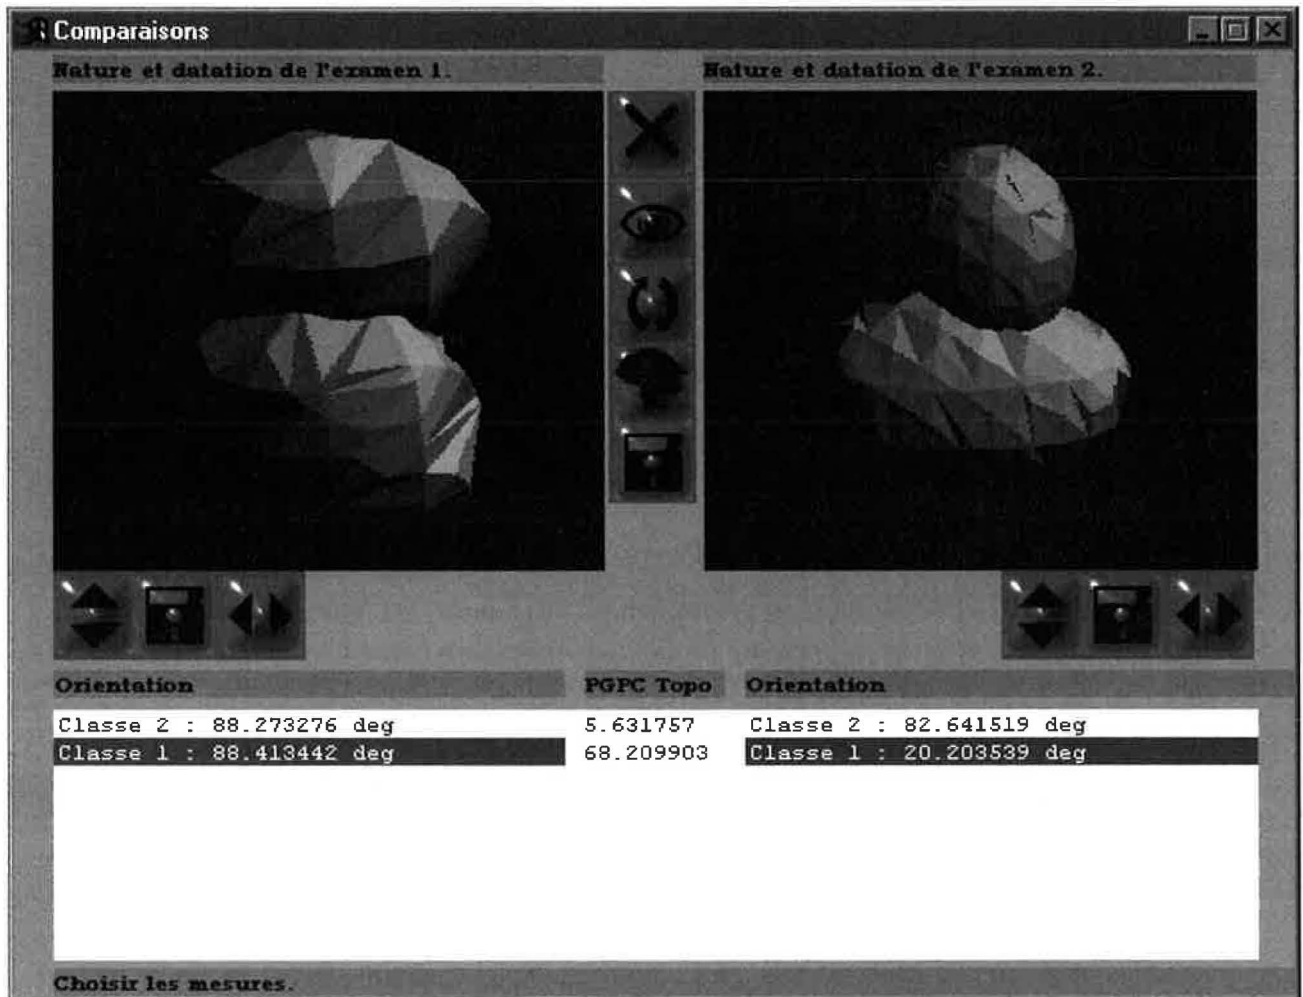 Comparaisons
Nature et datation de l'examen 1.
Nature et datation de l'examen 2.
Orientation
PGPC Topo
Orientation
Classe 2 : 88.273276 deg
5.631757
Classe 2 : 82.641519 deg
Classe 1 : 88.413442 deg
68.209903
Classe 1 : 20.203539 deg
Choisir les mesures.